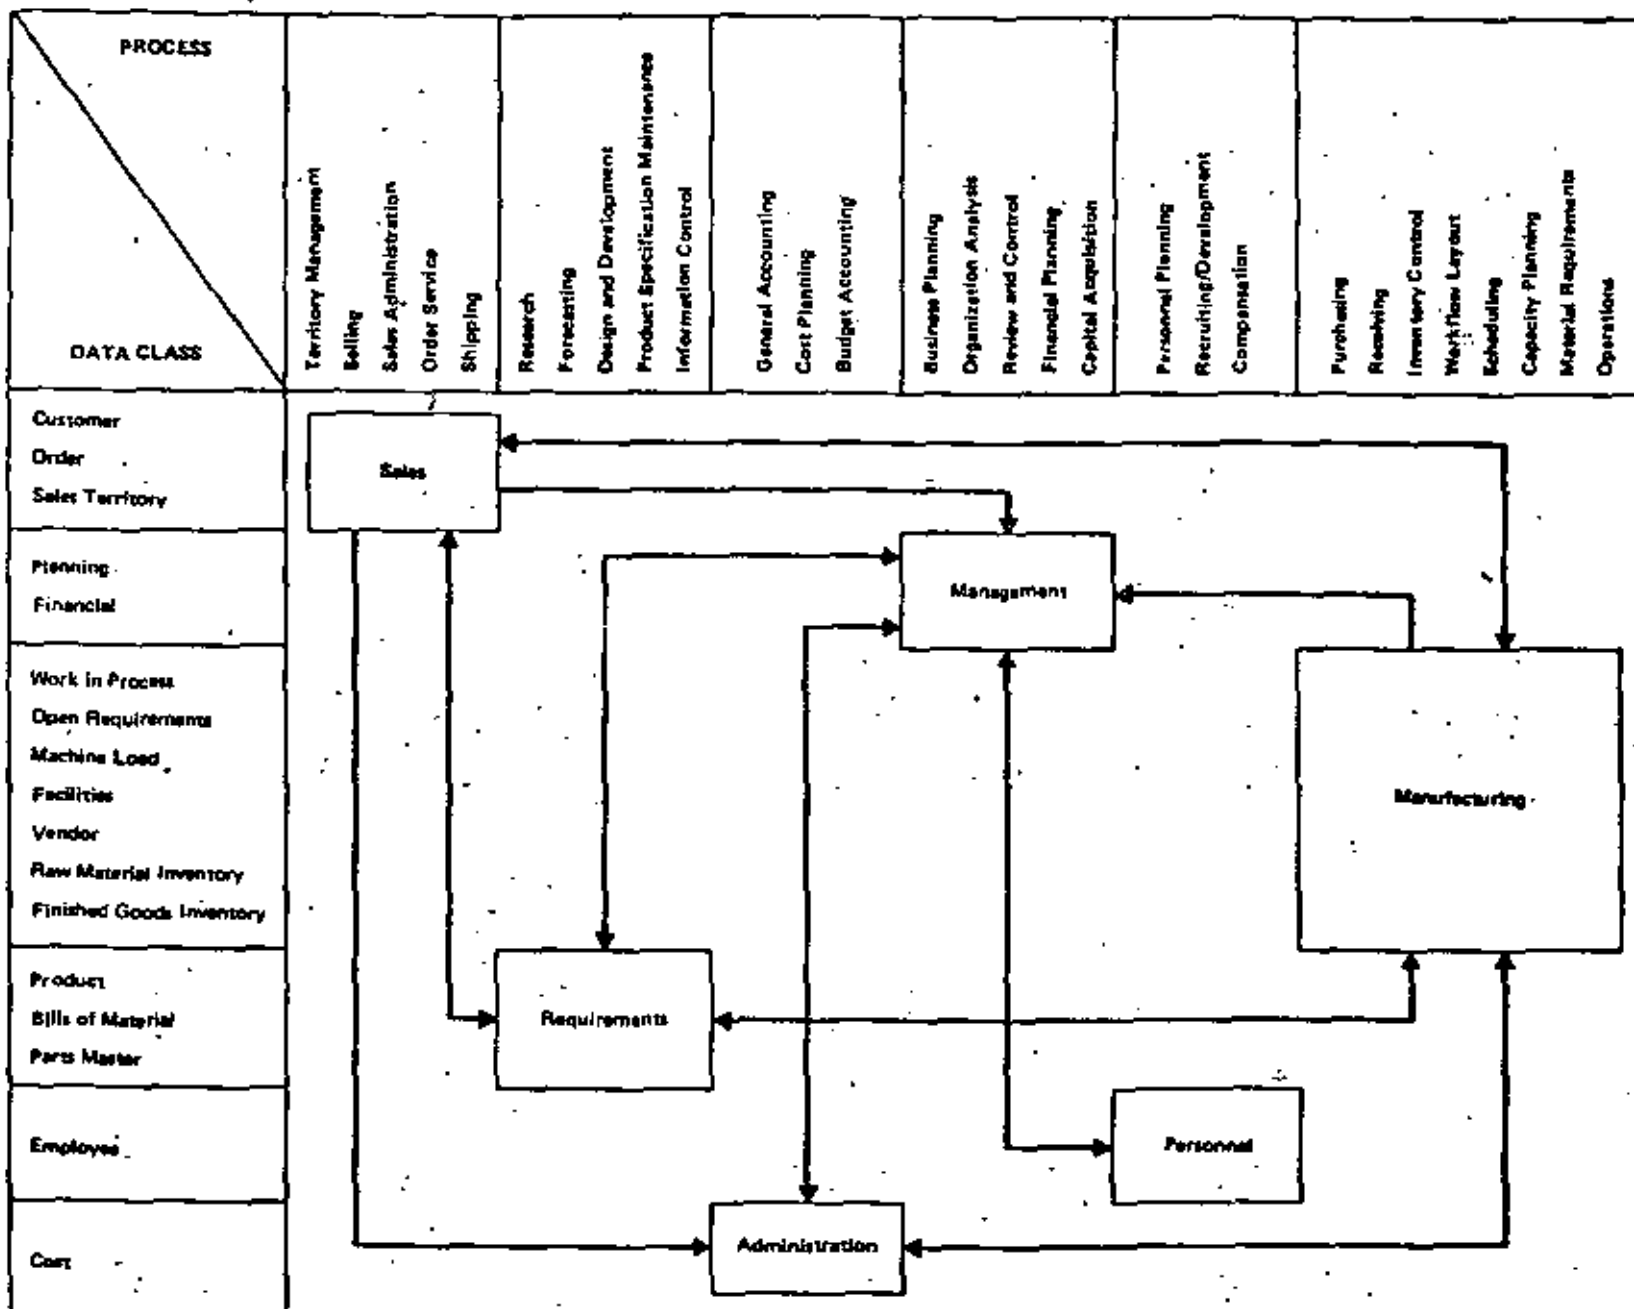 PROCESS
DATA CLASS
Territory Management
Selling
Sales Administration
Order Service
Shipping
Research
Forecasting
Design and Development
Product Specification Maintenance
Information Control
General Accounting
Cost Planning
Budget Accounting
Business Planning
Organization Analysis
Review and Control
Financial Planning
Capital Acquisition
Personnel Planning
Recruiting/Development
Compensation
Purchasing
Receiving
Inventory Control
Workflow Layout
Scheduling
Capacity Planning
Material Requirements
Operations
Customer
Order
Sales Territory
Planning
Financial
Work in Process
Open Requirements
Machine Load
Facilities
Vendor
Raw Material Inventory
Finished Goods Inventory
Product
Bills of Material
Parts Master
Employee
Cost
Sales
Management
Manufacturing
Requirements
Personnel
Administration